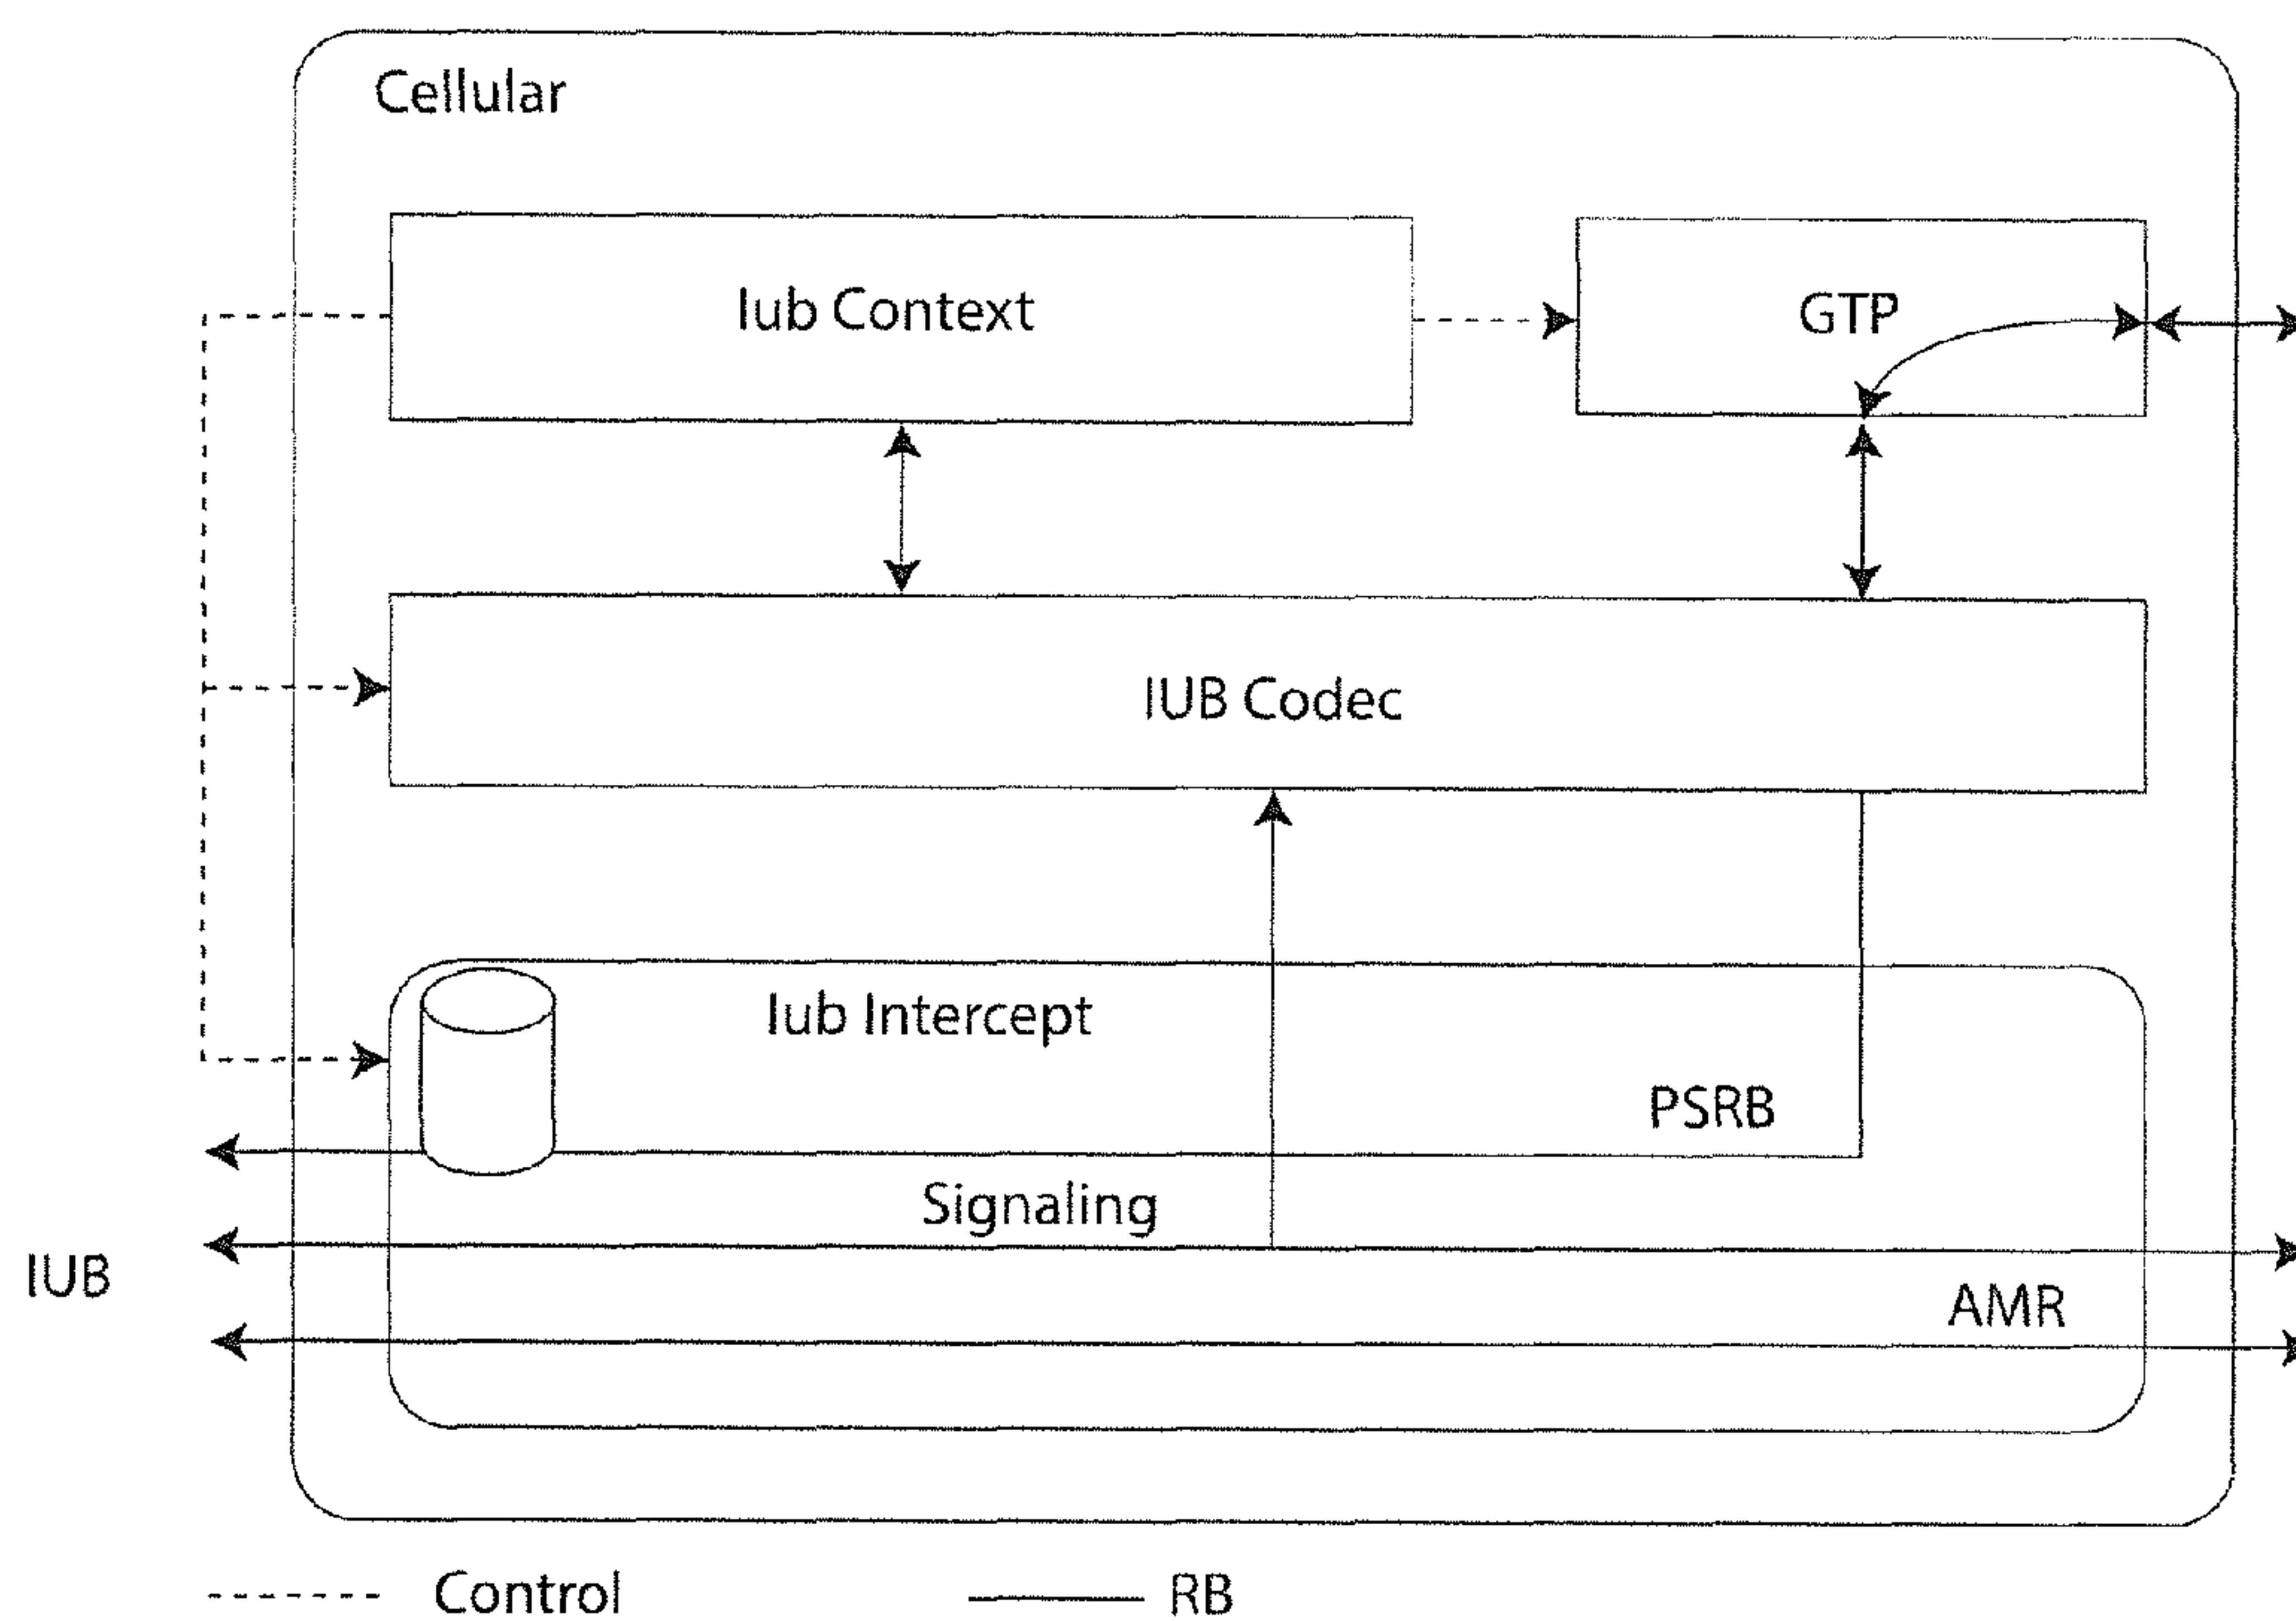 Cellular
Iub Context
GTP
IUB Codec
Iub Intercept
PSRB
Signaling
IUB
AMR
Control
RB